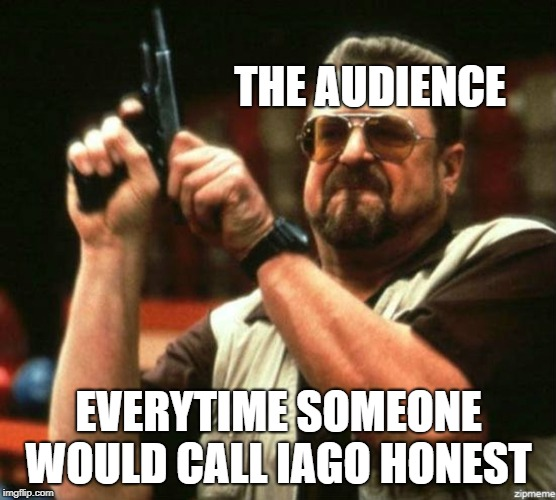 THE AUDIENCE
EVERYTIME SOMEONE
WOULD CALL IAGO HONEST
imgflip.com
zipmeme